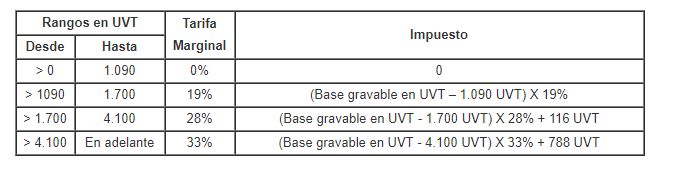 Rangos en UVT Tarifa Marginal Impuesto
Desde Hasta
> 0 1.090 0% 0
> 1090 1.700 19% (Base gravable en UVT – 1.090 UVT) X 19%
> 1.700 4.100 28% (Base gravable en UVT - 1.700 UVT) X 28% + 116 UVT
> 4.100 En adelante 33% (Base gravable en UVT - 4.100 UVT) X 33% + 788 UVT